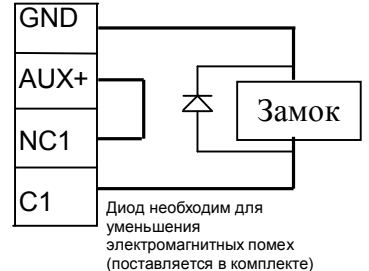 GND
AUX+
NC1
C1
Замок
Диод необходим для
уменьшения
электромагнитных помех
(поставляется в комплекте)